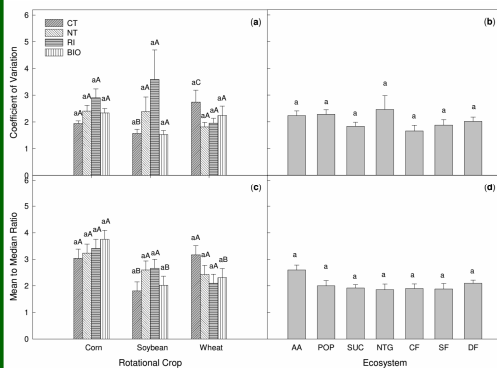 (a)
CT
NT
RI
BIO
aA aA aA aA
aB aA aA aA
aC aA aA aA
Coefficient of Variation
6
5
4
3
2
1
0
(b)
a a a a a a a
(c)
aA aA aA aA
aB aA aA aB
aA aA aA aB
Mean to Median Ratio
6
5
4
3
2
1
0
Corn Soybean Wheat
Rotational Crop
(d)
a a a a a a a
AA POP SUC NTG CF SF DF
Ecosystem